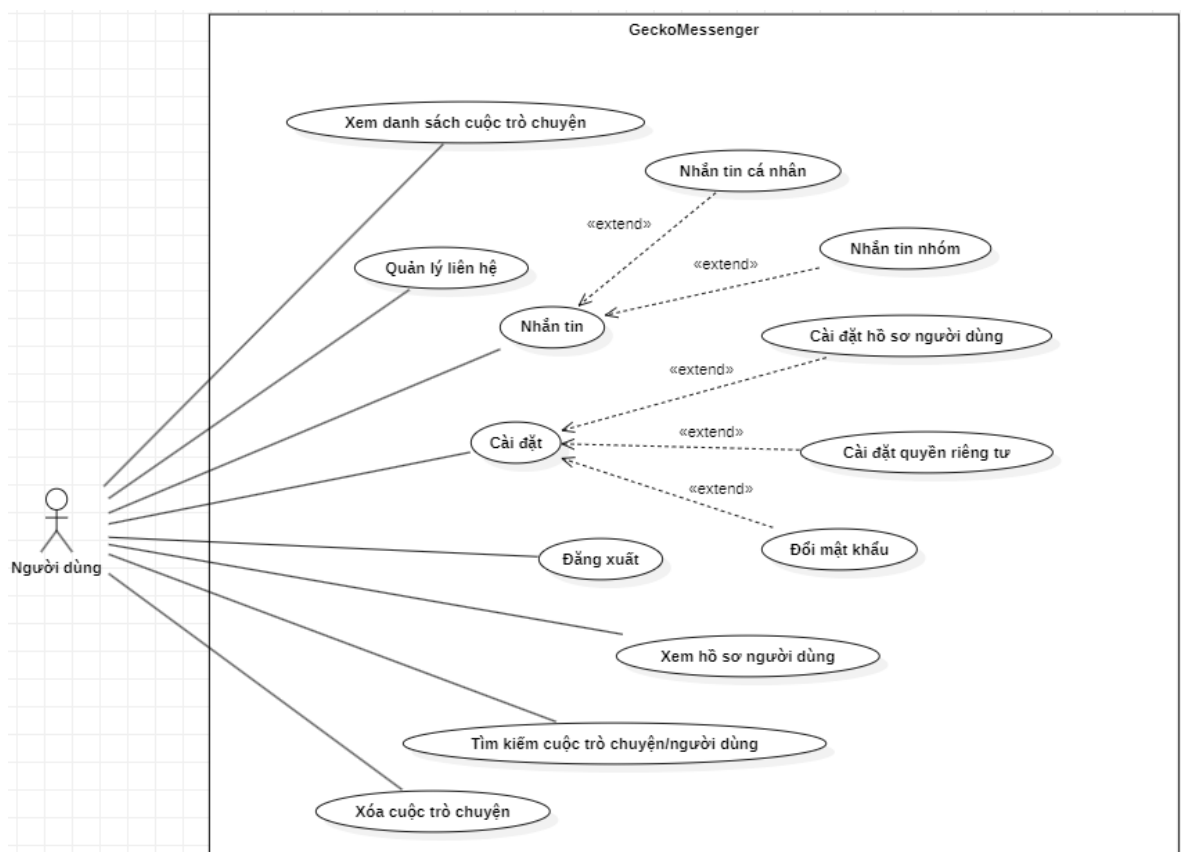 GeckoMessenger
Xem danh sách cuộc trò chuyện
Nhắn tin cá nhân
«extend»
Nhắn tin nhóm
«extend»
Quản lý liên hệ
Nhắn tin
Cài đặt hồ sơ người dùng
«extend»
«extend»
Cài đặt
Cài đặt quyền riêng tư
«extend»
Đổi mật khẩu
Đăng xuất
Người dùng
Xem hồ sơ người dùng
Tìm kiếm cuộc trò chuyện/người dùng
Xóa cuộc trò chuyện